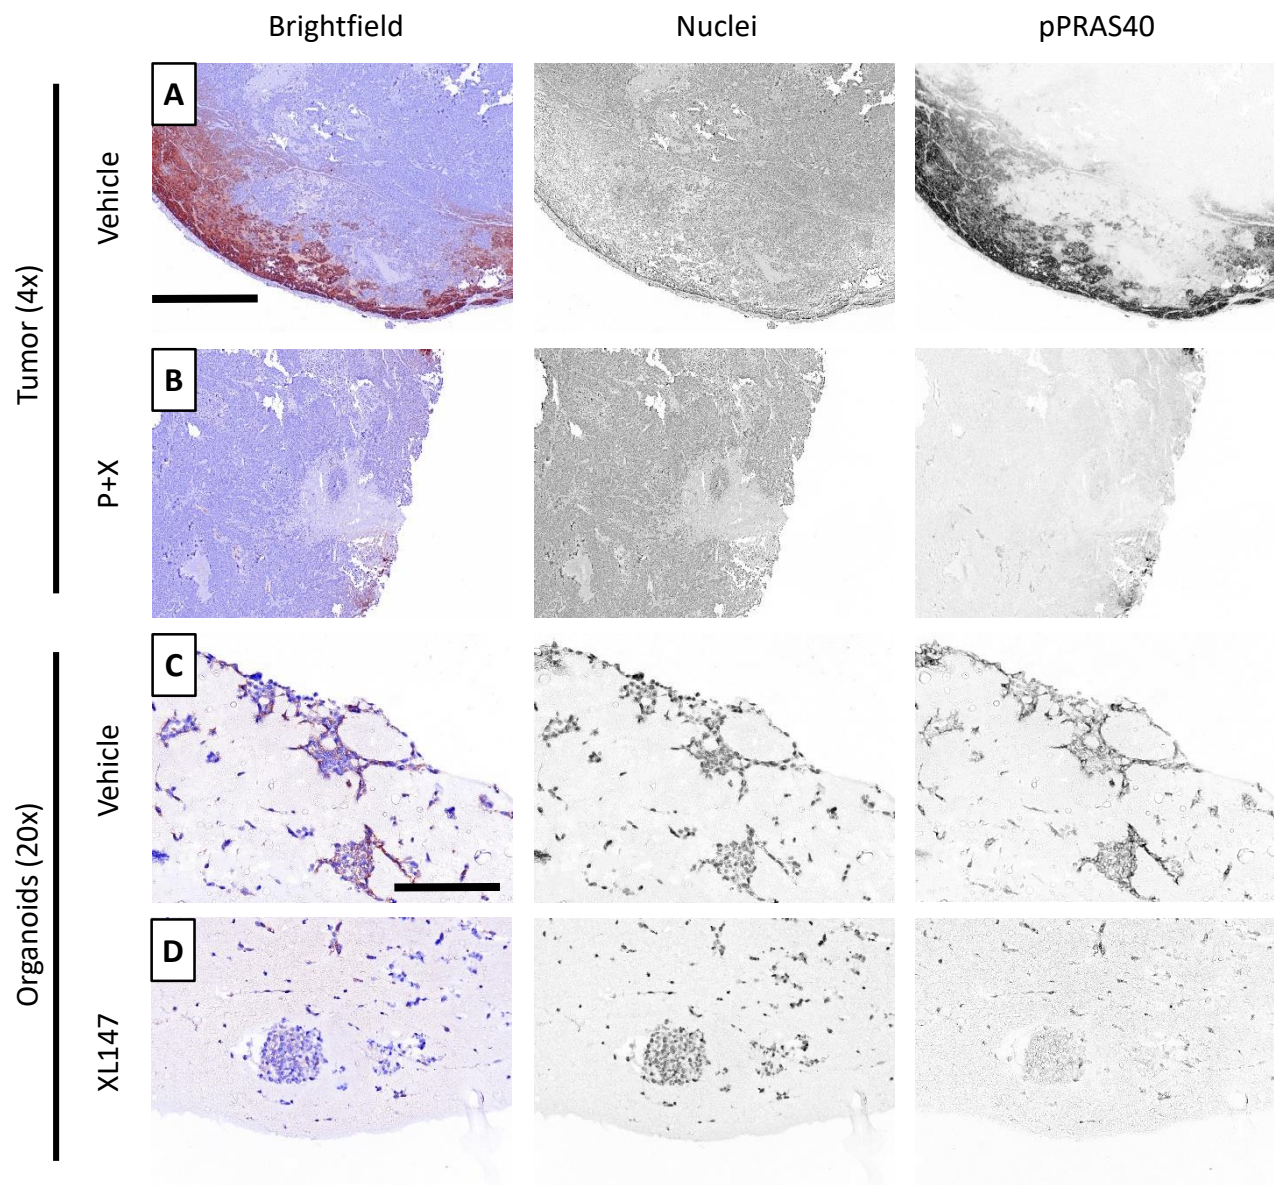 Brightfield Nuclei pPRAS40
Tumor (4x)
Vehicle
A
P+X
B
Organoids (20x)
Vehicle
C
XL147
D